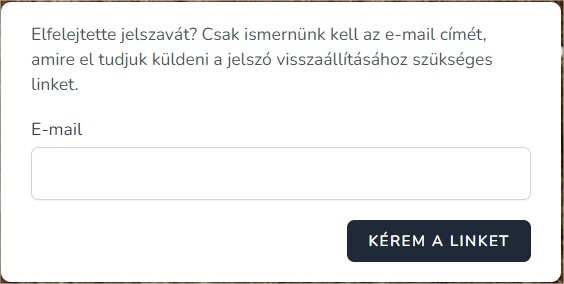 Elfelejtette jelszavát? Csak ismernünk kell az e-mail címét,
amire el tudjuk küldeni a jelszó visszaállításához szükséges
linket.
E-mail
KÉREM A LINKET